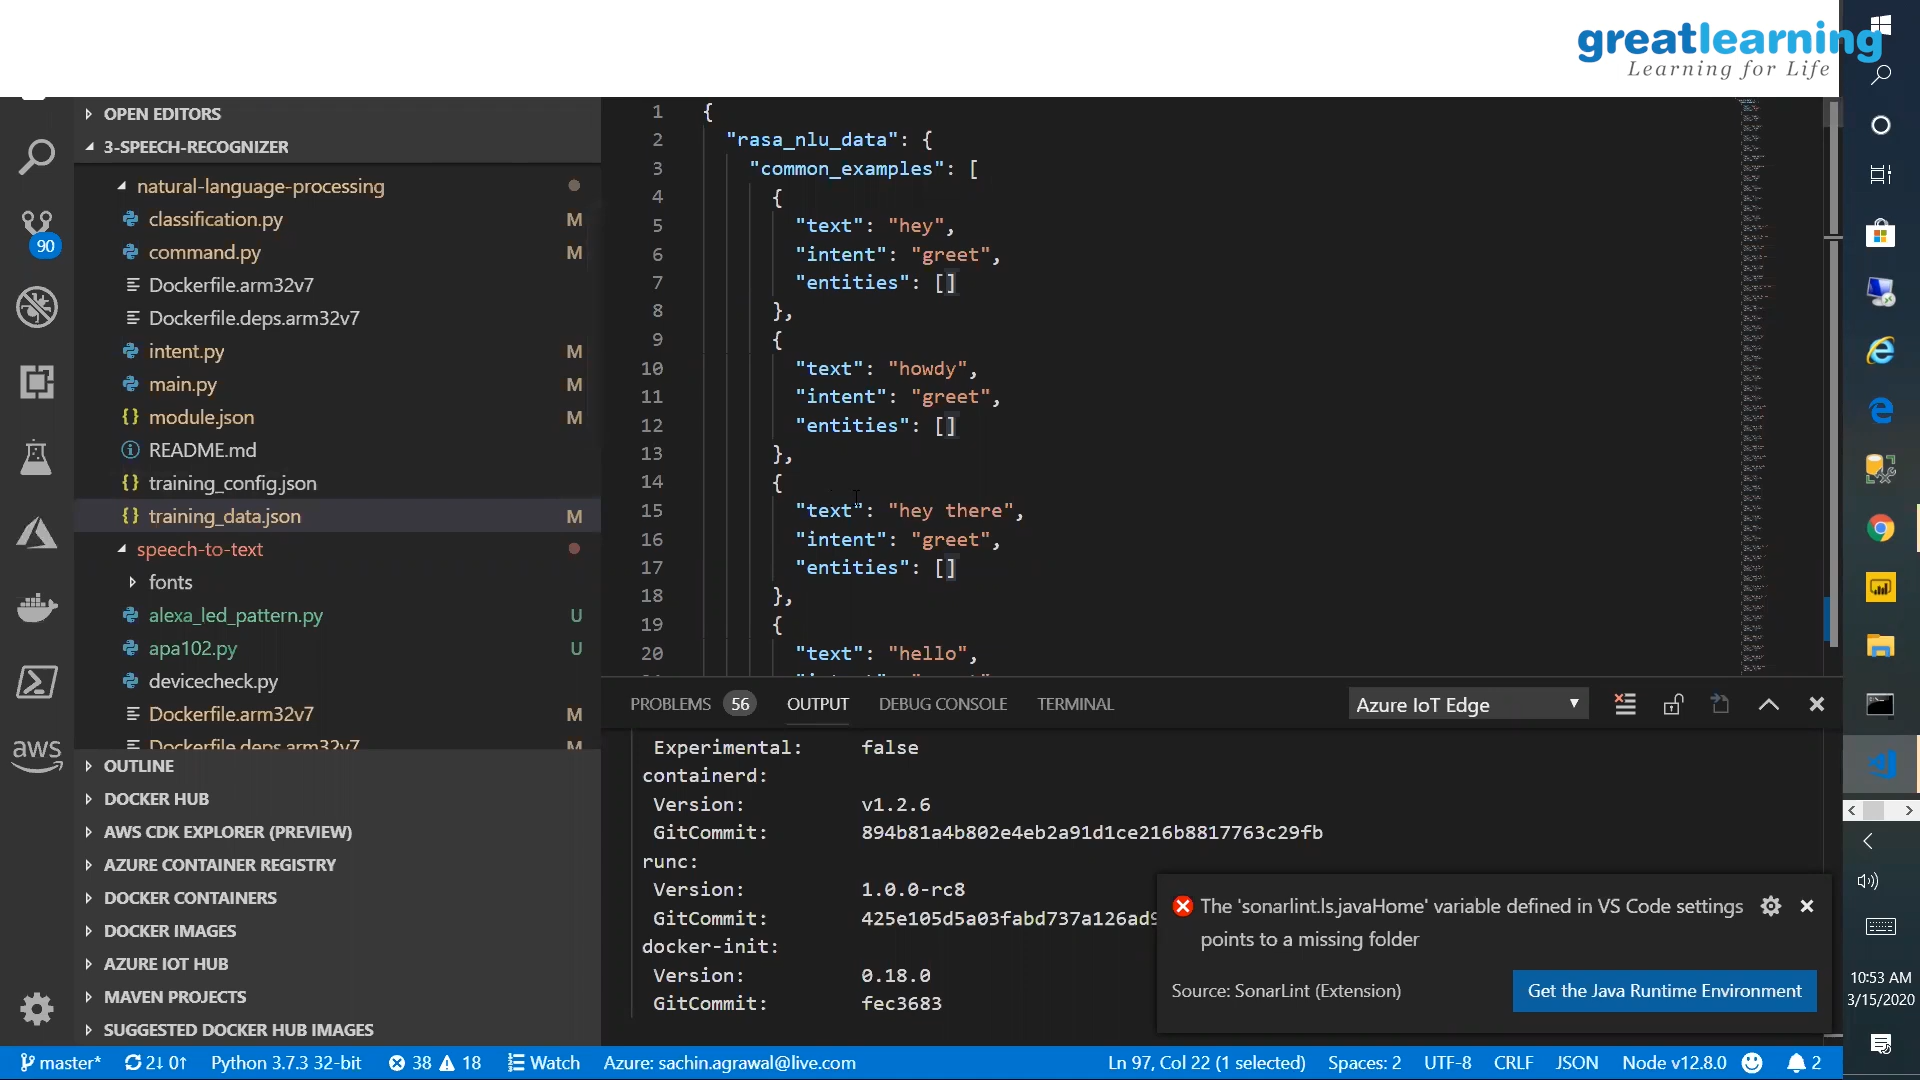 greatlearning
Learning for Life
OPEN EDITORS
3-SPEECH-RECOGNIZER
natural-language-processing
classification.py M
command.py M
Dockerfile.arm32v7
Dockerfile.deps.arm32v7
intent.py M
main.py M
module.json M
README.md
training_config.json
training_data.json M
speech-to-text
fonts
alexa_led_pattern.py U
apa102.py U
devicecheck.py
Dockerfile.arm32v7 M
Dockerfile.deps.arm32v7 M
90
aws
OUTLINE
DOCKER HUB
AWS CDK EXPLORER (PREVIEW)
AZURE CONTAINER REGISTRY
DOCKER CONTAINERS
DOCKER IMAGES
AZURE IOT HUB
MAVEN PROJECTS
SUGGESTED DOCKER HUB IMAGES
1 {
2 "rasa_nlu_data": {
3 "common_examples": [
4 {
5 "text": "hey",
6 "intent": "greet",
7 "entities": []
8 },
9 {
10 "text": "howdy",
11 "intent": "greet",
12 "entities": []
13 },
14 {
15 "text": "hey there",
16 "intent": "greet",
17 "entities": []
18 },
19 {
20 "text": "hello",
PROBLEMS 56 OUTPUT DEBUG CONSOLE TERMINAL Azure IoT Edge
Experimental: false
containerd:
Version: v1.2.6
GitCommit: 894b81a4b802e4eb2a91d1ce216b8817763c29fb
runc:
Version: 1.0.0-rc8
GitCommit: 425e105d5a03fabd737a126ad9
docker-init:
Version: 0.18.0
GitCommit: fec3683
The 'sonarlint.ls.javaHome' variable defined in VS Code settings
points to a missing folder
Source: SonarLint (Extension) Get the Java Runtime Environment
10:53 AM
3/15/2020
master* 2↓ 0↑ Python 3.7.3 32-bit 38 18 Watch Azure: sachin.agrawal@live.com Ln 97, Col 22 (1 selected) Spaces: 2 UTF-8 CRLF JSON Node v12.8.0 2